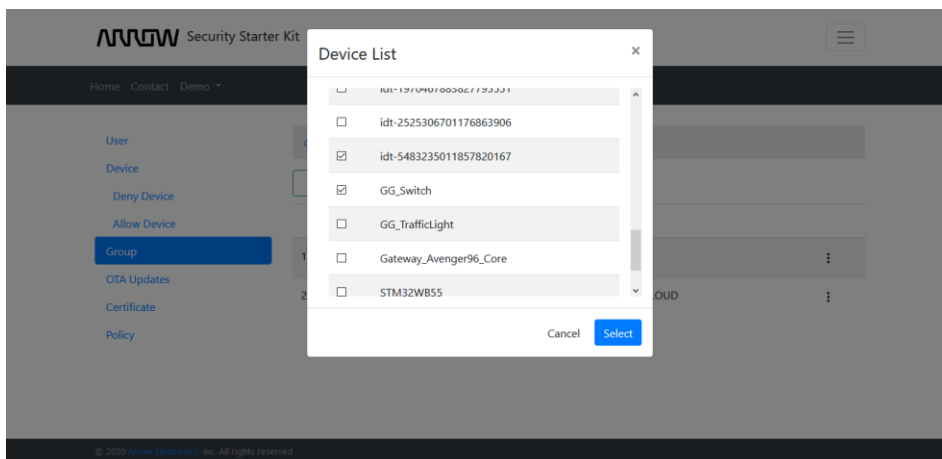 ARROW Security Starter Kit
Device List ×
Home Contact Demo
idt-2525306701176863906
idt-5483235011857820167
GG_Switch
GG_TrafficLight
Gateway_Avenger96_Core
STM32WB55
Cancel Select
User
Device
Deny Device
Allow Device
Group
OTA Updates
Certificate
Policy
1
2 LOUD
© 2020 Arrow Electronics, Inc. All rights reserved